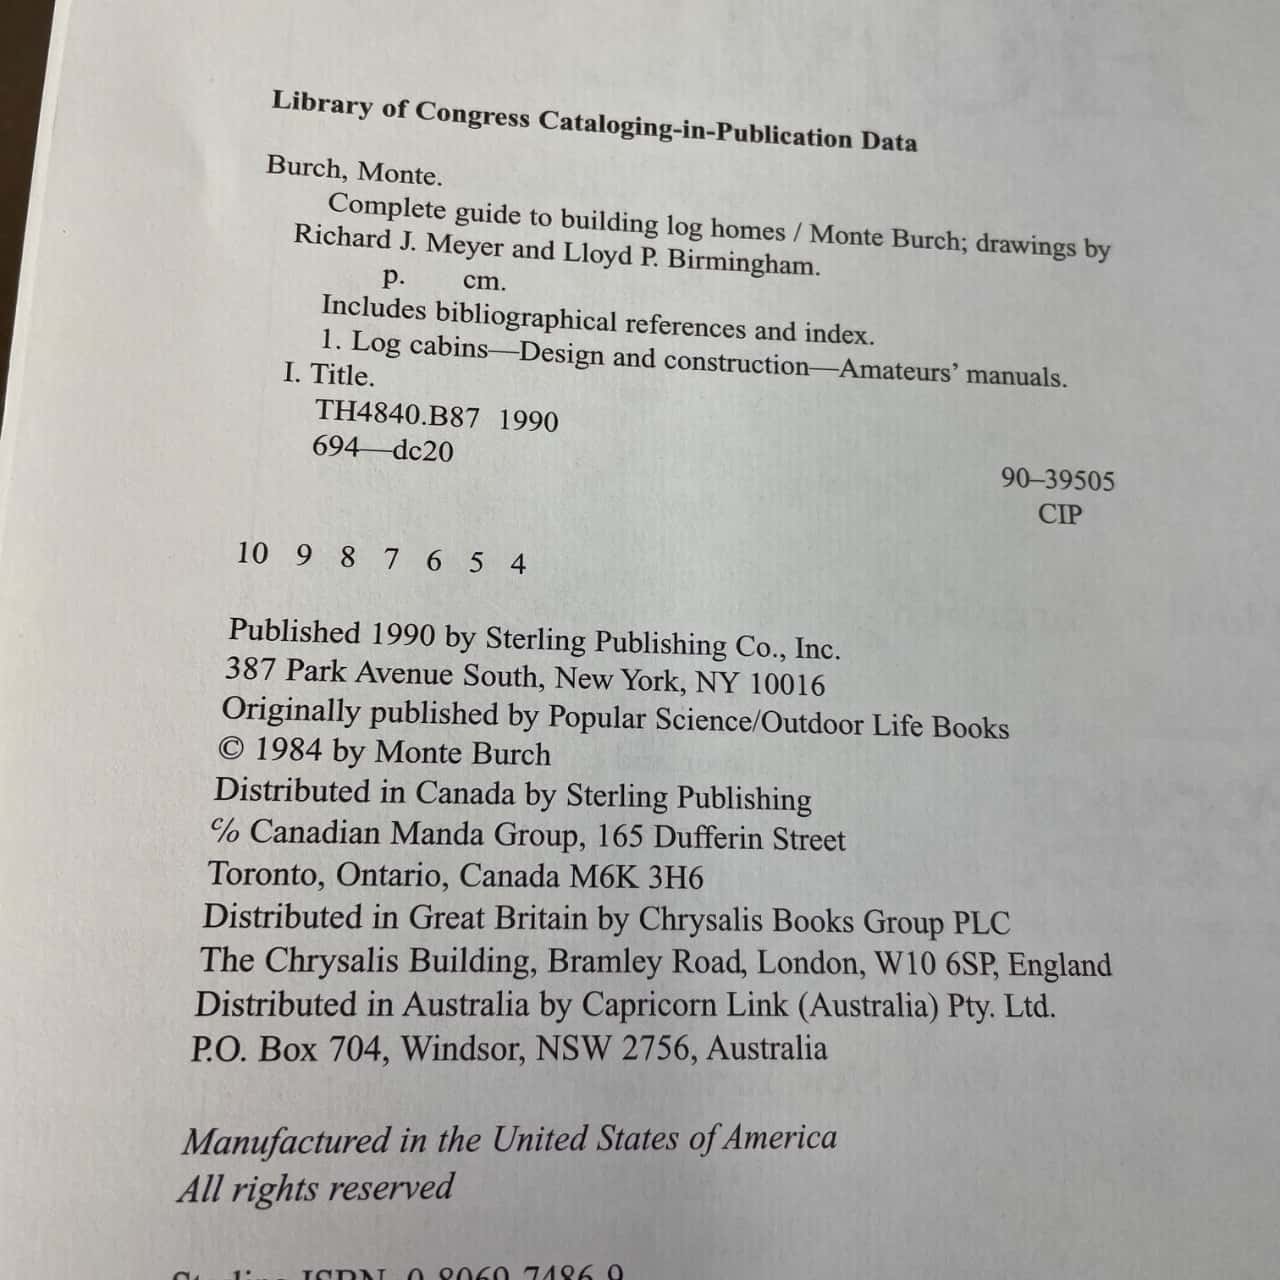 Library of Congress Cataloging-in-Publication Data
Burch, Monte.
Complete guide to building log homes / Monte Burch; drawings by
Richard J. Meyer and Lloyd P. Birmingham.
p. cm.
Includes bibliographical references and index.
1. Log cabins—Design and construction—Amateurs' manuals.
I. Title.
TH4840.B87 1990
694—dc20
90–39505
CIP
10 9 8 7 6 5 4
Published 1990 by Sterling Publishing Co., Inc.
387 Park Avenue South, New York, NY 10016
Originally published by Popular Science/Outdoor Life Books
© 1984 by Monte Burch
Distributed in Canada by Sterling Publishing
℅ Canadian Manda Group, 165 Dufferin Street
Toronto, Ontario, Canada M6K 3H6
Distributed in Great Britain by Chrysalis Books Group PLC
The Chrysalis Building, Bramley Road, London, W10 6SP, England
Distributed in Australia by Capricorn Link (Australia) Pty. Ltd.
P.O. Box 704, Windsor, NSW 2756, Australia
Manufactured in the United States of America
All rights reserved
Sterling ISBN 0-8069-7486-9